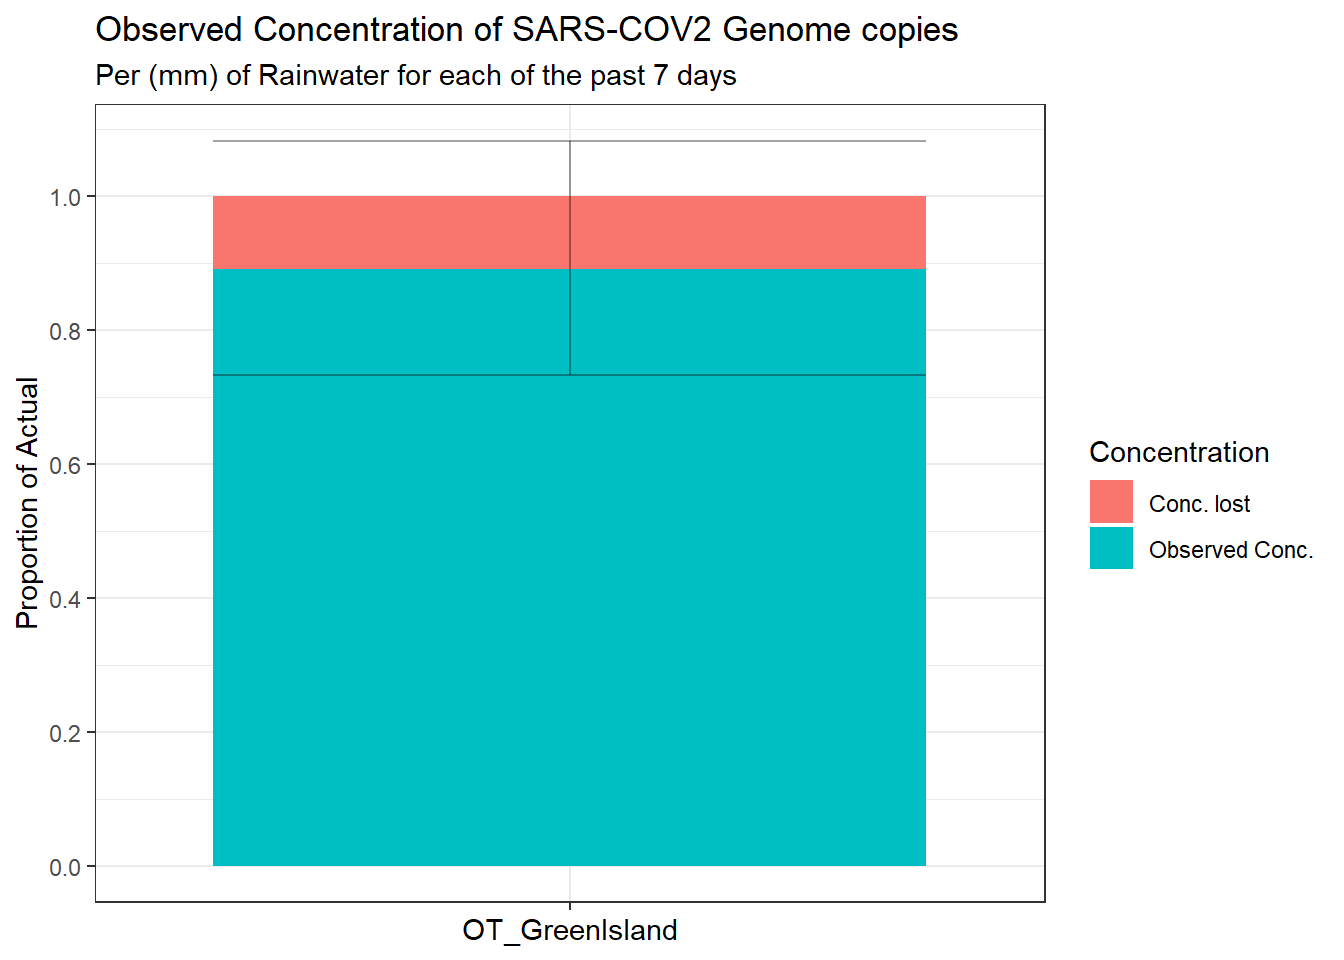 Observed Concentration of SARS-COV2 Genome copies
Per (mm) of Rainwater for each of the past 7 days
Proportion of Actual
1.0
0.8
0.6
0.4
0.2
0.0
OT_GreenIsland
Concentration
Conc. lost
Observed Conc.